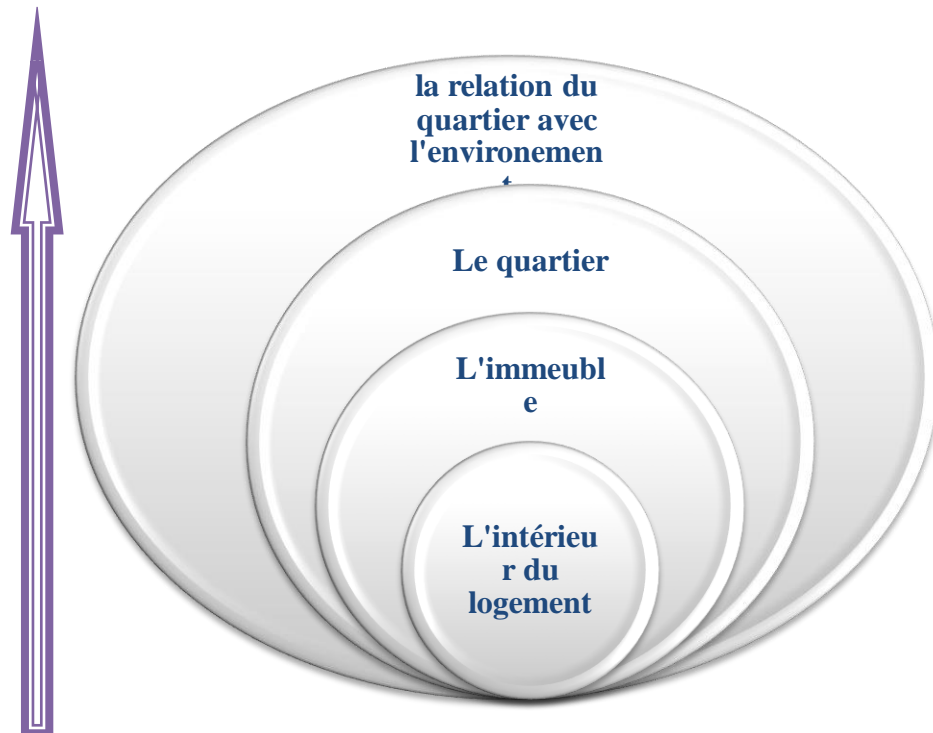 la relation du
quartier avec
l'environemen
t
Le quartier
L'immeubl
e
L'intérieu
r du
logement